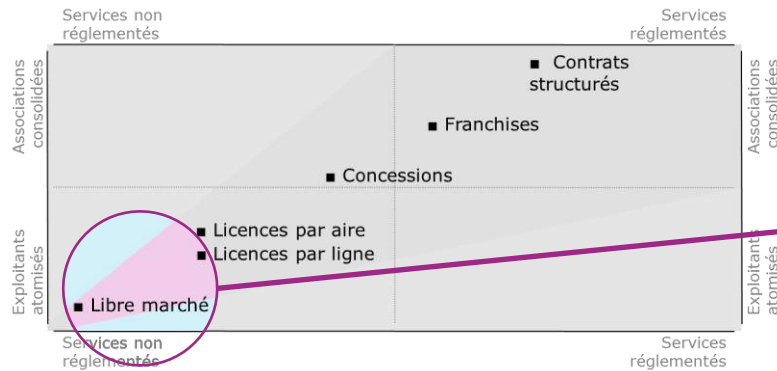 Services non
réglementés
Services
réglementés
Associations
consolidées
Exploitants
atomisés
Contrats
structurés
Franchises
Concessions
Licences par aire
Licences par ligne
Libre marché
Associations
consolidées
Exploitants
atomisés
Services non
réglementés
Services
réglementés